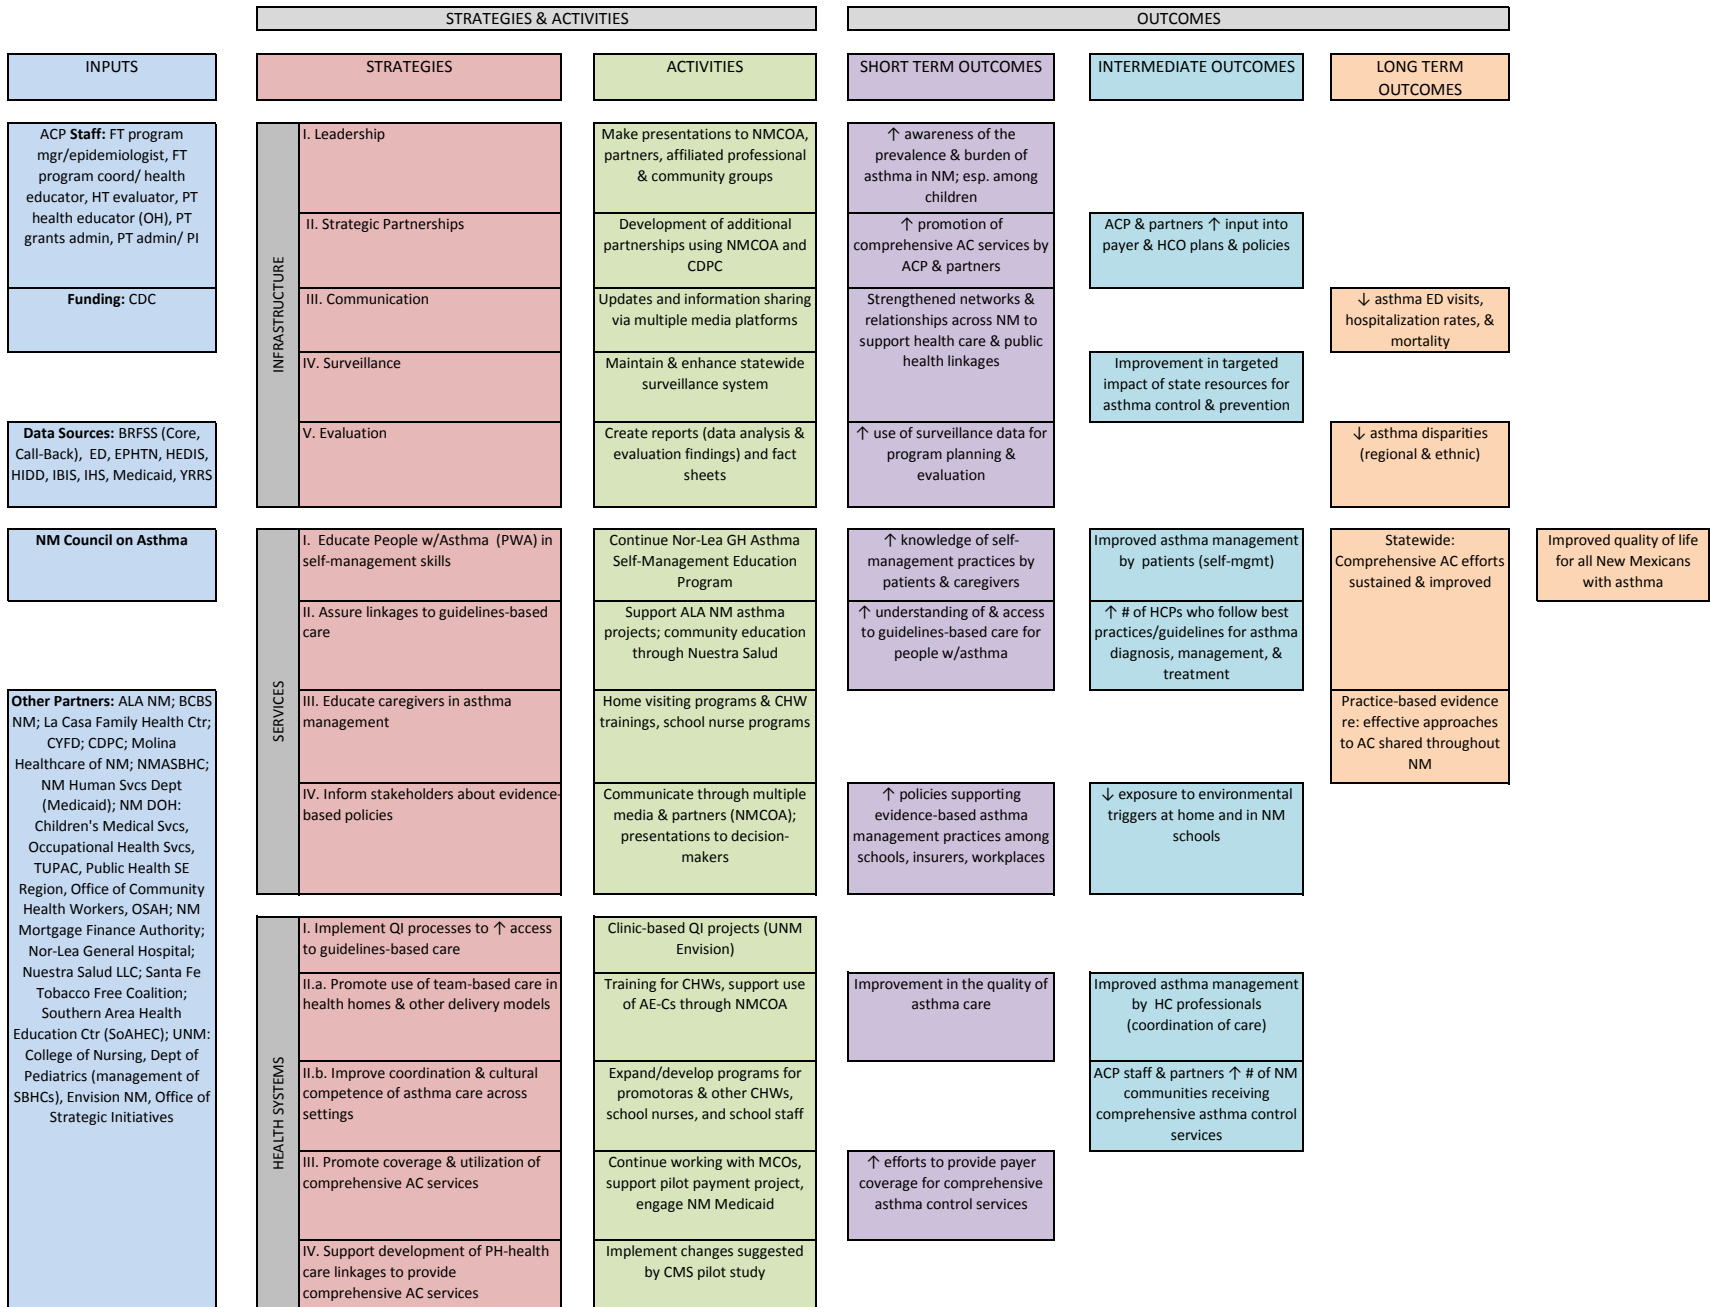 STRATEGIES & ACTIVITIES
OUTCOMES
INPUTS
STRATEGIES
ACTIVITIES
SHORT TERM OUTCOMES
INTERMEDIATE OUTCOMES
LONG TERM
OUTCOMES
ACP Staff: FT program
mgr/epidemiologist, FT
program coord/ health
educator, HT evaluator, PT
health educator (OH), PT
grants admin, PT admin/ PI
Funding: CDC
Data Sources: BRFSS (Core,
Call-Back), ED, EPHTN, HEDIS,
HIDD, IBIS, IHS, Medicaid, YRRS
NM Council on Asthma
Other Partners: ALA NM; BCBS
NM; La Casa Family Health Ctr;
CYFD; CDPC; Molina
Healthcare of NM; NMASBHC;
NM Human Svcs Dept
(Medicaid); NM DOH:
Children's Medical Svcs,
Occupational Health Svcs,
TUPAC, Public Health SE
Region, Office of Community
Health Workers, OSAH; NM
Mortgage Finance Authority;
Nor-Lea General Hospital;
Nuestra Salud LLC; Santa Fe
Tobacco Free Coalition;
Southern Area Health
Education Ctr (SoAHEC); UNM:
College of Nursing, Dept of
Pediatrics (management of
SBHCs), Envision NM, Office of
Strategic Initiatives
INFRASTRUCTURE
I. Leadership
II. Strategic Partnerships
III. Communication
IV. Surveillance
V. Evaluation
Make presentations to NMCOA,
partners, affiliated professional
& community groups
Development of additional
partnerships using NMCOA and
CDPC
Updates and information sharing
via multiple media platforms
Maintain & enhance statewide
surveillance system
Create reports (data analysis &
evaluation findings) and fact
sheets
↑ awareness of the
prevalence & burden of
asthma in NM; esp. among
children
↑ promotion of
comprehensive AC services by
ACP & partners
Strengthened networks &
relationships across NM to
support health care & public
health linkages
↑ use of surveillance data for
program planning &
evaluation
ACP & partners ↑ input into
payer & HCO plans & policies
Improvement in targeted
impact of state resources for
asthma control & prevention
↓ asthma ED visits,
hospitalization rates, &
mortality
↓ asthma disparities
(regional & ethnic)
SERVICES
I. Educate People w/Asthma (PWA) in
self-management skills
II. Assure linkages to guidelines-based
care
III. Educate caregivers in asthma
management
IV. Inform stakeholders about evidence-
based policies
Continue Nor-Lea GH Asthma
Self-Management Education
Program
Support ALA NM asthma
projects; community education
through Nuestra Salud
Home visiting programs & CHW
trainings, school nurse programs
Communicate through multiple
media & partners (NMCOA);
presentations to decision-
makers
↑ knowledge of self-
management practices by
patients & caregivers
↑ understanding of & access
to guidelines-based care for
people w/asthma
↑ policies supporting
evidence-based asthma
management practices among
schools, insurers, workplaces
Improved asthma management
by patients (self-mgmt)
↑ # of HCPs who follow best
practices/guidelines for asthma
diagnosis, management, &
treatment
↓ exposure to environmental
triggers at home and in NM
schools
Statewide:
Comprehensive AC efforts
sustained & improved
Practice-based evidence
re: effective approaches
to AC shared throughout
NM
Improved quality of life
for all New Mexicans
with asthma
HEALTH SYSTEMS
I. Implement QI processes to ↑ access
to guidelines-based care
II.a. Promote use of team-based care in
health homes & other delivery models
II.b. Improve coordination & cultural
competence of asthma care across
settings
III. Promote coverage & utilization of
comprehensive AC services
IV. Support development of PH-health
care linkages to provide
comprehensive AC services
Clinic-based QI projects (UNM
Envision)
Training for CHWs, support use
of AE-Cs through NMCOA
Expand/develop programs for
promotoras & other CHWs,
school nurses, and school staff
Continue working with MCOs,
support pilot payment project,
engage NM Medicaid
Implement changes suggested
by CMS pilot study
Improvement in the quality of
asthma care
↑ efforts to provide payer
coverage for comprehensive
asthma control services
Improved asthma management
by HC professionals
(coordination of care)
ACP staff & partners ↑ # of NM
communities receiving
comprehensive asthma control
services